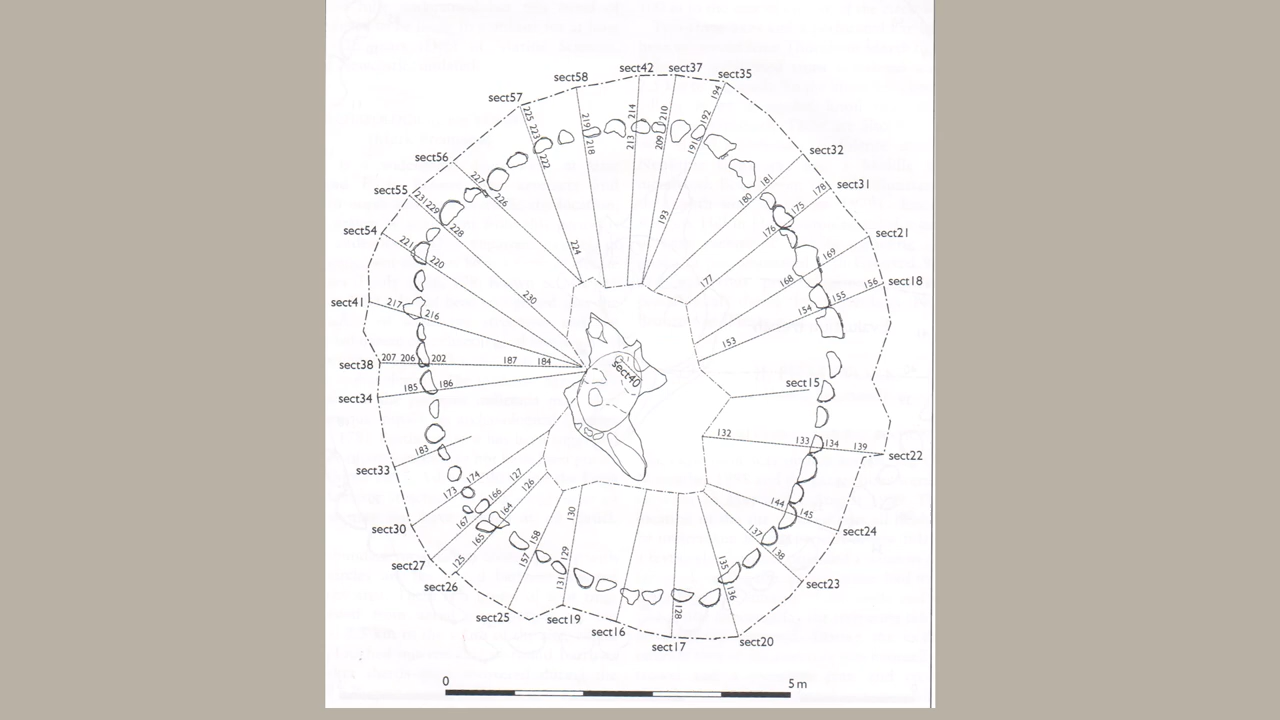 sect42 sect37
sect58 sect35
sect57
194
225 219 214 210 192
223 218 213 209 191
222
sect56 sect32
227 181
sect55 226 180 178 sect31
231 229 175
193
sect54 228 176 sect21
221 224 169
220 177 168
230 156 sect18
155
sect41 217 154
216
153
sect38 207 206 202 187 184
sect40
185 186 sect15
sect34
132 133 134 139
183 sect22
sect33
174 127
173 126
166 144
167 164 130 145
sect30 165 sect24
158 137
125 157 129 138
sect27 135
131 136 sect23
sect26 128
sect25 sect19
sect16 sect20
sect17
0 5 m